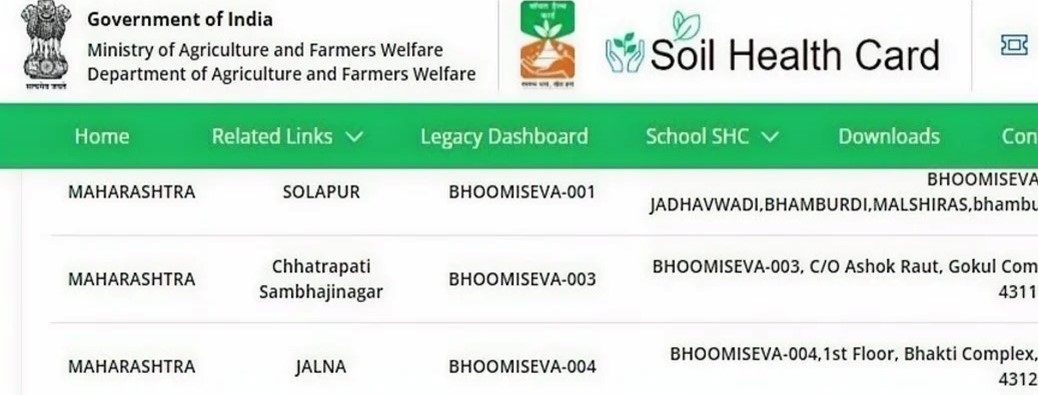 Government of India
Ministry of Agriculture and Farmers Welfare
Department of Agriculture and Farmers Welfare
सत्यमेव जयते
Soil Health Card
Home Related Links Legacy Dashboard School SHC Downloads Con
MAHARASHTRA SOLAPUR BHOOMISEVA-001 BHOOMISEVA
JADHAVWADI,BHAMBURDI,MALSHIRAS,bhambu
MAHARASHTRA Chhatrapati
Sambhajinagar BHOOMISEVA-003 BHOOMISEVA-003, C/O Ashok Raut, Gokul Com
4311
MAHARASHTRA JALNA BHOOMISEVA-004 BHOOMISEVA-004,1st Floor, Bhakti Complex,
4312